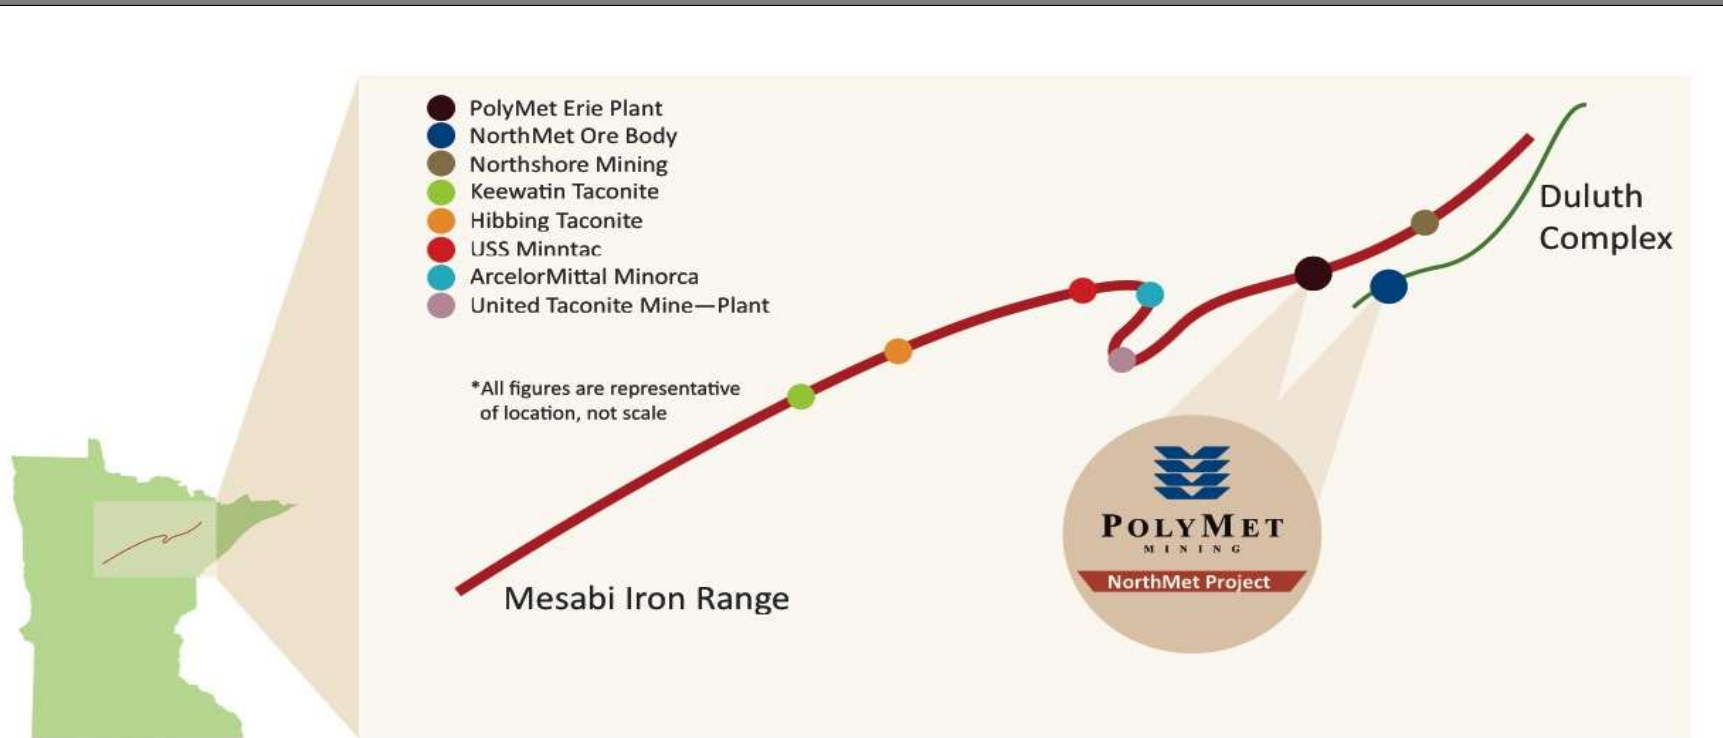 PolyMet Erie Plant
NorthMet Ore Body
Northshore Mining
Keewatin Taconite
Hibbing Taconite
USS Minntac
ArcelorMittal Minorca
United Taconite Mine—Plant
*All figures are representative
of location, not scale
Duluth
Complex
Mesabi Iron Range
POLYMET
MINING
NorthMet Project